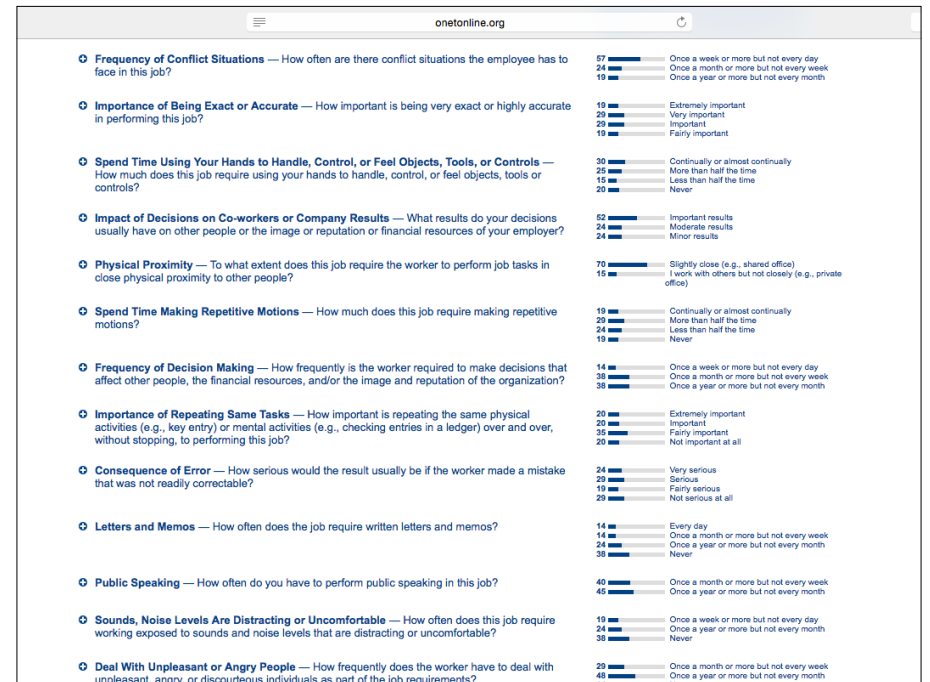 onetonline.org
Frequency of Conflict Situations — How often are there conflict situations the employee has to
face in this job?
57 Once a week or more but not every day
24 Once a month or more but not every week
19 Once a year or more but not every month
Importance of Being Exact or Accurate — How important is being very exact or highly accurate
in performing this job?
19 Extremely important
29 Very important
29 Important
19 Fairly important
Spend Time Using Your Hands to Handle, Control, or Feel Objects, Tools, or Controls —
How much does this job require using your hands to handle, control, or feel objects, tools or
controls?
30 Continually or almost continually
25 More than half the time
15 Less than half the time
20 Never
Impact of Decisions on Co-workers or Company Results — What results do your decisions
usually have on other people or the image or reputation or financial resources of your employer?
52 Important results
24 Moderate results
24 Minor results
Physical Proximity — To what extent does this job require the worker to perform job tasks in
close physical proximity to other people?
70 Slightly close (e.g., shared office)
15 I work with others but not closely (e.g., private
office)
Spend Time Making Repetitive Motions — How much does this job require making repetitive
motions?
19 Continually or almost continually
29 More than half the time
24 Less than half the time
19 Never
Frequency of Decision Making — How frequently is the worker required to make decisions that
affect other people, the financial resources, and/or the image and reputation of the organization?
14 Once a week or more but not every day
38 Once a month or more but not every week
38 Once a year or more but not every month
Importance of Repeating Same Tasks — How important is repeating the same physical
activities (e.g., key entry) or mental activities (e.g., checking entries in a ledger) over and over,
without stopping, to performing this job?
20 Extremely important
20 Important
35 Fairly important
20 Not important at all
Consequence of Error — How serious would the result usually be if the worker made a mistake
that was not readily correctable?
24 Very serious
29 Serious
19 Fairly serious
29 Not serious at all
Letters and Memos — How often does the job require written letters and memos?
14 Every day
14 Once a month or more but not every week
24 Once a year or more but not every month
38 Never
Public Speaking — How often do you have to perform public speaking in this job?
40 Once a month or more but not every week
45 Once a year or more but not every month
Sounds, Noise Levels Are Distracting or Uncomfortable — How often does this job require
working exposed to sounds and noise levels that are distracting or uncomfortable?
19 Once a week or more but not every day
24 Once a year or more but not every month
38 Never
Deal With Unpleasant or Angry People — How frequently does the worker have to deal with
unpleasant, angry, or discourteous individuals as part of the job requirements?
29 Once a month or more but not every week
48 Once a year or more but not every month